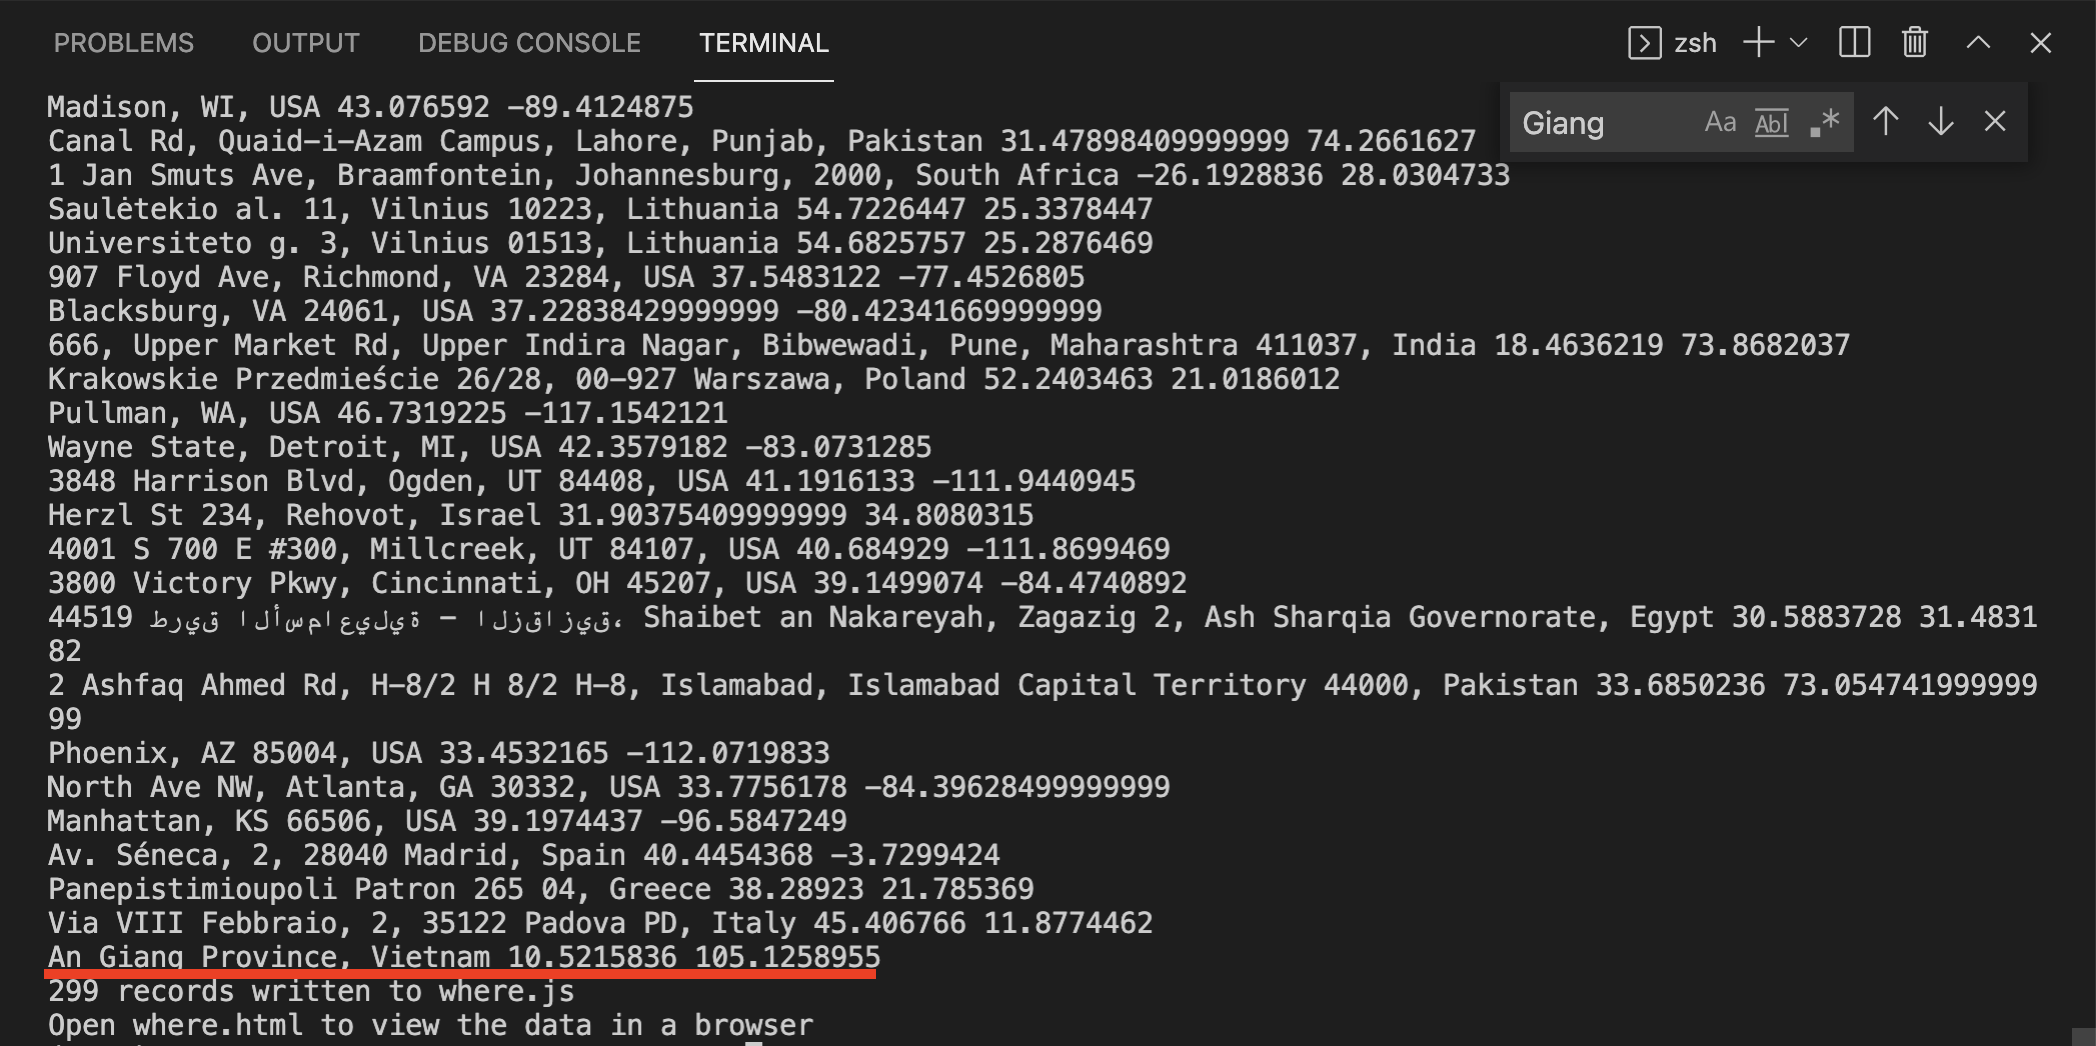 PROBLEMS OUTPUT DEBUG CONSOLE TERMINAL zsh
Giang Aa Abl .*
Madison, WI, USA 43.076592 -89.4124875
Canal Rd, Quaid-i-Azam Campus, Lahore, Punjab, Pakistan 31.47898409999999 74.2661627
1 Jan Smuts Ave, Braamfontein, Johannesburg, 2000, South Africa -26.1928836 28.0304733
Saulėtekio al. 11, Vilnius 10223, Lithuania 54.7226447 25.3378447
Universiteto g. 3, Vilnius 01513, Lithuania 54.6825757 25.2876469
907 Floyd Ave, Richmond, VA 23284, USA 37.5483122 -77.4526805
Blacksburg, VA 24061, USA 37.22838429999999 -80.42341669999999
666, Upper Market Rd, Upper Indira Nagar, Bibwewadi, Pune, Maharashtra 411037, India 18.4636219 73.8682037
Krakowskie Przedmieście 26/28, 00-927 Warszawa, Poland 52.2403463 21.0186012
Pullman, WA, USA 46.7319225 -117.1542121
Wayne State, Detroit, MI, USA 42.3579182 -83.0731285
3848 Harrison Blvd, Ogden, UT 84408, USA 41.1916133 -111.9440945
Herzl St 234, Rehovot, Israel 31.90375409999999 34.8080315
4001 S 700 E #300, Millcreek, UT 84107, USA 40.684929 -111.8699469
3800 Victory Pkwy, Cincinnati, OH 45207, USA 39.1499074 -84.4740892
44519 طريق الأسماعيلية - الزقازيق، Shaibet an Nakareyah, Zagazig 2, Ash Sharqia Governorate, Egypt 30.5883728 31.4831
82
2 Ashfaq Ahmed Rd, H-8/2 H 8/2 H-8, Islamabad, Islamabad Capital Territory 44000, Pakistan 33.6850236 73.054741999999
99
Phoenix, AZ 85004, USA 33.4532165 -112.0719833
North Ave NW, Atlanta, GA 30332, USA 33.7756178 -84.39628499999999
Manhattan, KS 66506, USA 39.1974437 -96.5847249
Av. Séneca, 2, 28040 Madrid, Spain 40.4454368 -3.7299424
Panepistimioupoli Patron 265 04, Greece 38.28923 21.785369
Via VIII Febbraio, 2, 35122 Padova PD, Italy 45.406766 11.8774462
An Giang Province, Vietnam 10.5215836 105.1258955
299 records written to where.js
Open where.html to view the data in a browser